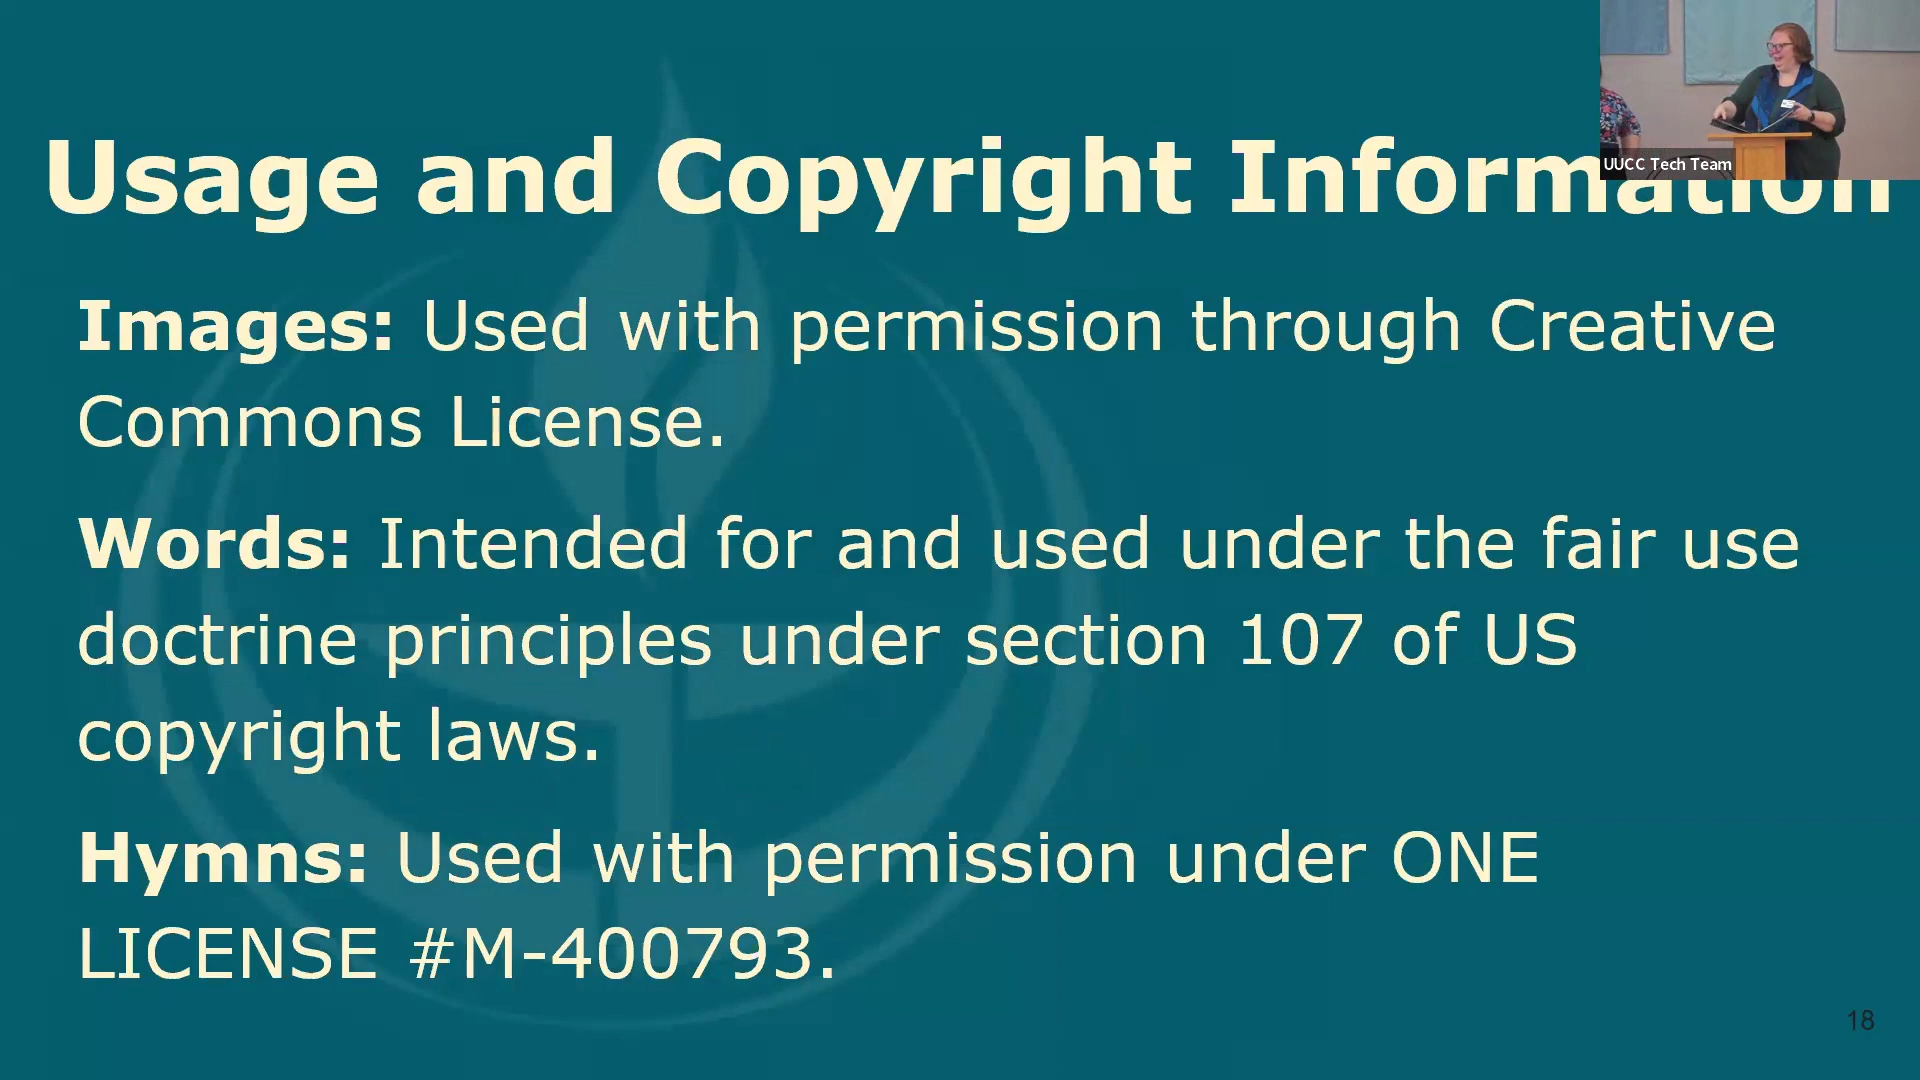 Usage and Copyright Information
UUCC Tech Team
Images: Used with permission through Creative
Commons License.
Words: Intended for and used under the fair use
doctrine principles under section 107 of US
copyright laws.
Hymns: Used with permission under ONE
LICENSE #M-400793.
18